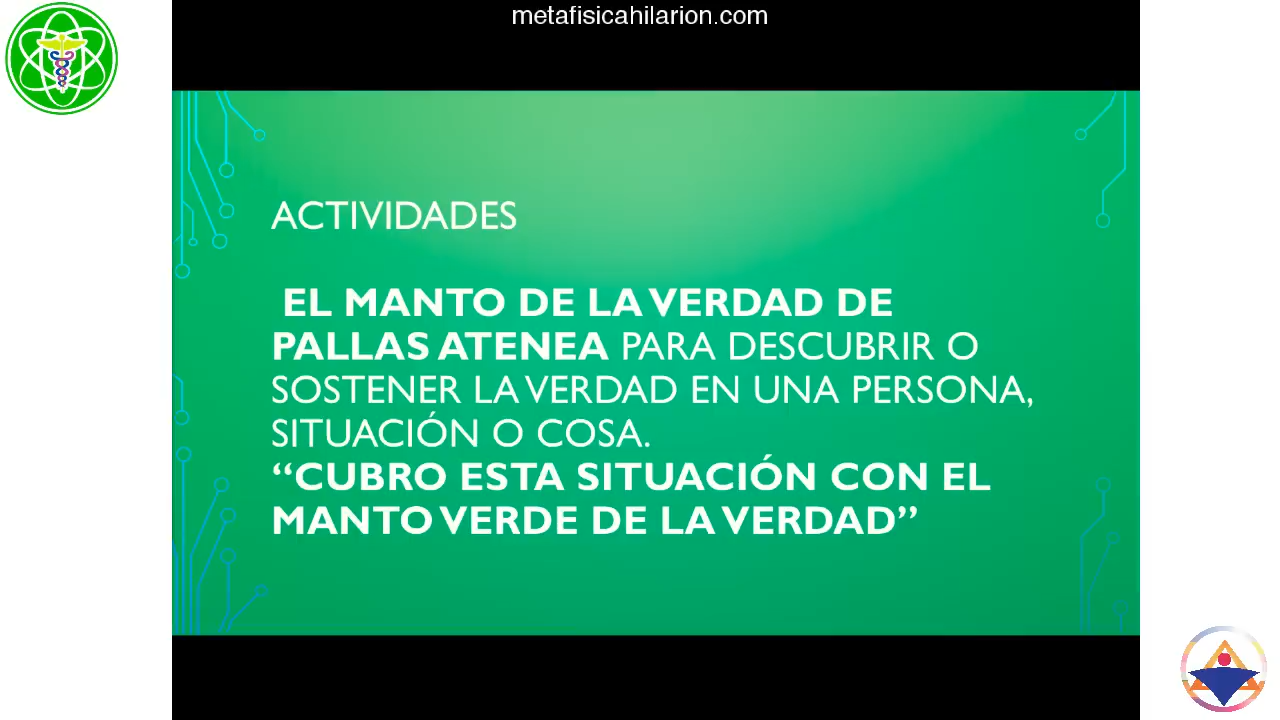 metafisicahilarion.com
ACTIVIDADES
EL MANTO DE LA VERDAD DE
PALLAS ATENEA PARA DESCUBRIR O
SOSTENER LA VERDAD EN UNA PERSONA,
SITUACIÓN O COSA.
“CUBRO ESTA SITUACIÓN CON EL
MANTO VERDE DE LA VERDAD”